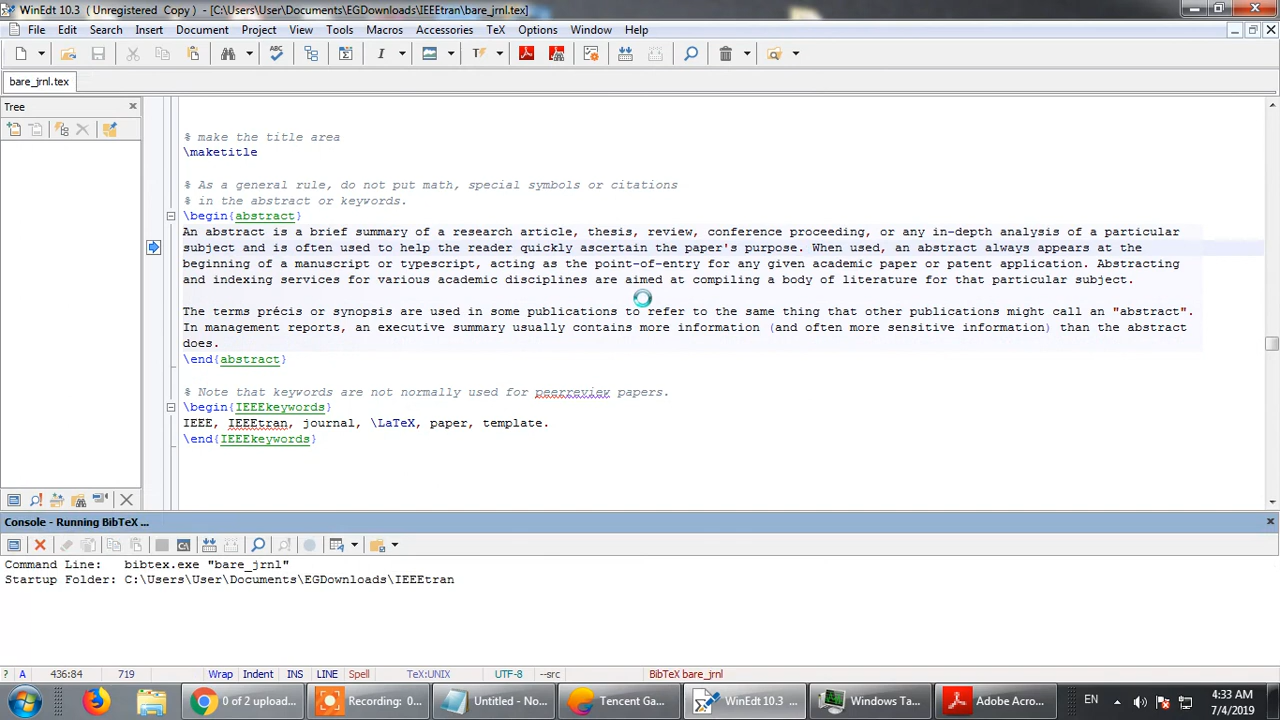 WinEdt 10.3 ( Unregistered Copy ) - [C:\Users\User\Documents\EGDownloads\IEEEtran\bare_jrnl.tex]
File Edit Search Insert Document Project View Tools Macros Accessories TeX Options Window Help
bare_jrnl.tex
Tree
% make the title area
\maketitle
% As a general rule, do not put math, special symbols or citations
% in the abstract or keywords.
\begin{abstract}
An abstract is a brief summary of a research article, thesis, review, conference proceeding, or any in-depth analysis of a particular
subject and is often used to help the reader quickly ascertain the paper's purpose. When used, an abstract always appears at the
beginning of a manuscript or typescript, acting as the point-of-entry for any given academic paper or patent application. Abstracting
and indexing services for various academic disciplines are aimed at compiling a body of literature for that particular subject.
The terms précis or synopsis are used in some publications to refer to the same thing that other publications might call an "abstract".
In management reports, an executive summary usually contains more information (and often more sensitive information) than the abstract
does.
\end{abstract}
% Note that keywords are not normally used for peerreview papers.
\begin{IEEEkeywords}
IEEE, IEEEtran, journal, \LaTeX, paper, template.
\end{IEEEkeywords}
Console - Running BibTeX ...
Command Line: bibtex.exe "bare_jrnl"
Startup Folder: C:\Users\User\Documents\EGDownloads\IEEEtran
? A 436:84 719 Wrap Indent INS LINE Spell TeX:UNIX UTF-8 --src BibTeX bare_jrnl
0 of 2 upload... Recording: 0... Untitled - No... Tencent Ga... WinEdt 10.3 ... Windows Ta... Adobe Acro... EN 4:33 AM
7/4/2019